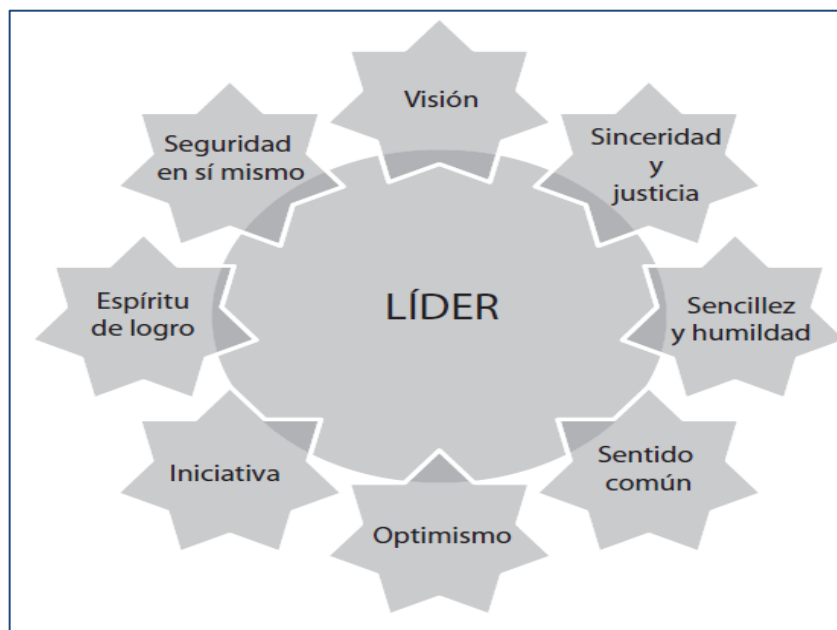 Visión
Sinceridad
y
justicia
Sencillez
y humildad
Sentido
común
Optimismo
Iniciativa
Espíritu
de logro
Seguridad
en sí mismo
LÍDER